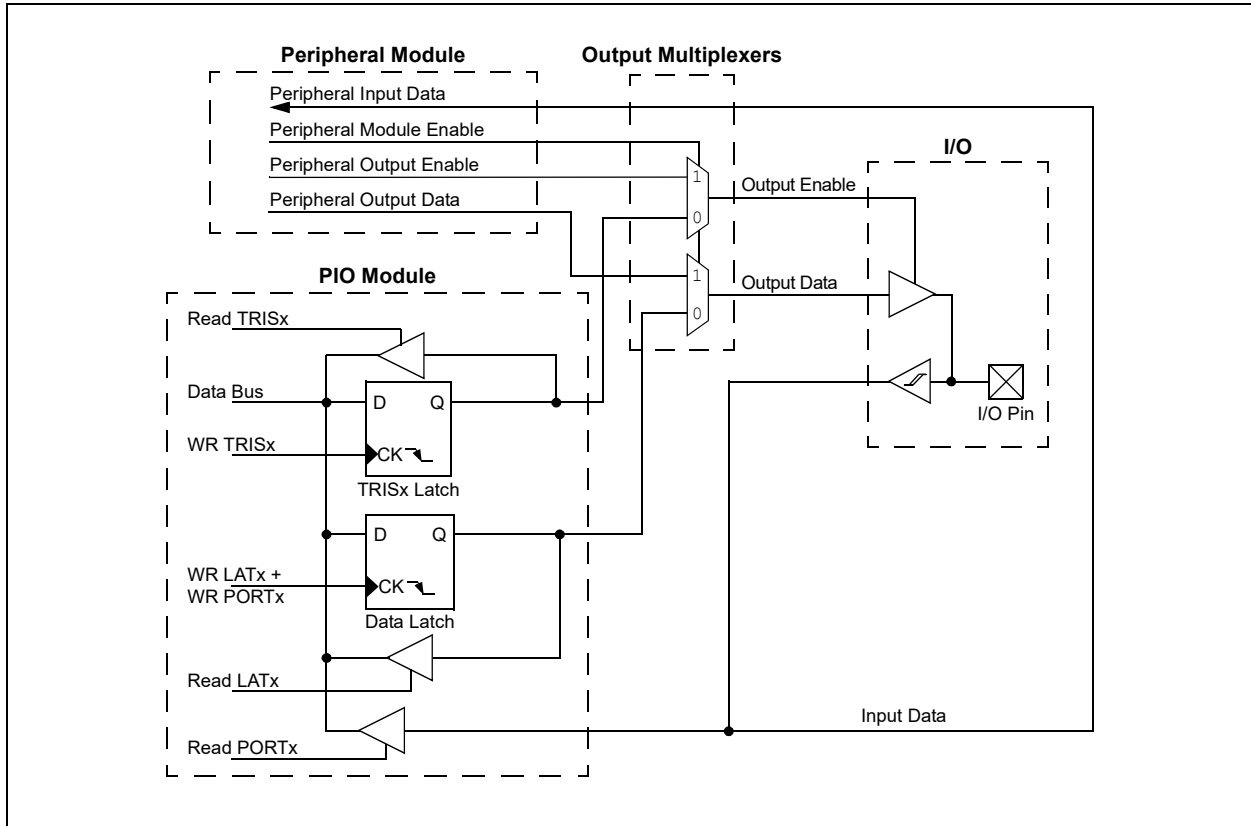 Peripheral Module
Output Multiplexers
Peripheral Input Data
Peripheral Module Enable
I/O
Peripheral Output Enable
1
Output Enable
Peripheral Output Data
0
PIO Module
1
Output Data
Read TRISx
0
Data Bus
D
Q
I/O Pin
WR TRISx
CK
TRISx Latch
D
Q
WR LATx +
WR PORTx
CK
Data Latch
Read LATx
Input Data
Read PORTx